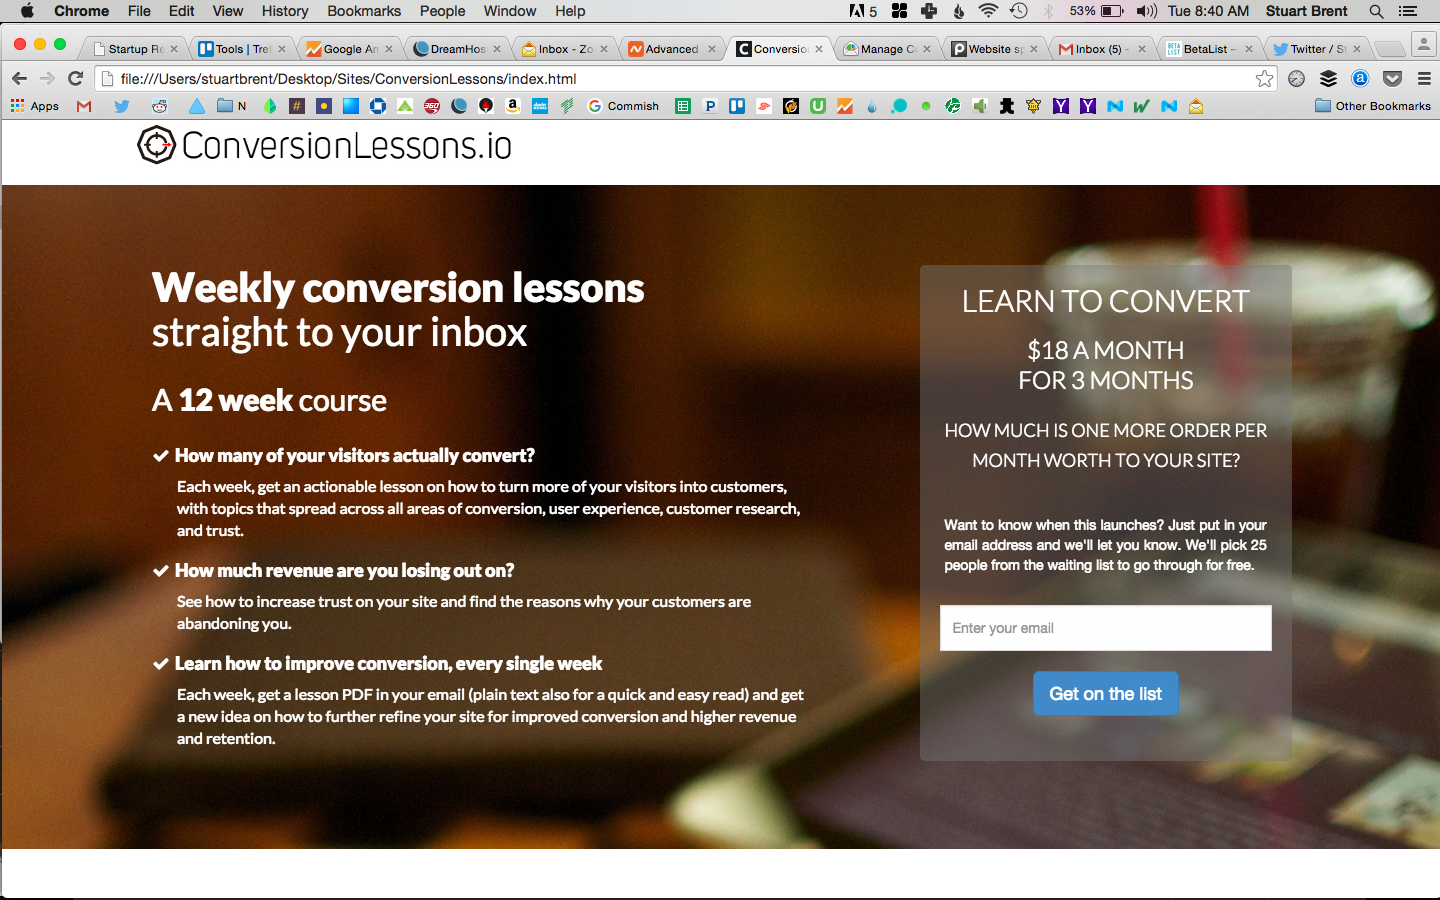 Chrome File Edit View History Bookmarks People Window Help
5 53% Tue 8:40 AM Stuart Brent
Startup Re
Tools | Trel
Google An
DreamHos
Inbox - Zo
Advanced
Conversio
Manage Co
Website sp
Inbox (5) -
BetaList –
Twitter / St
file:///Users/stuartbrent/Desktop/Sites/ConversionLessons/index.html
Apps N Commish Other Bookmarks
ConversionLessons.io
Weekly conversion lessons
straight to your inbox
A 12 week course
How many of your visitors actually convert?
Each week, get an actionable lesson on how to turn more of your visitors into customers,
with topics that spread across all areas of conversion, user experience, customer research,
and trust.
How much revenue are you losing out on?
See how to increase trust on your site and find the reasons why your customers are
abandoning you.
Learn how to improve conversion, every single week
Each week, get a lesson PDF in your email (plain text also for a quick and easy read) and get
a new idea on how to further refine your site for improved conversion and higher revenue
and retention.
LEARN TO CONVERT
$18 A MONTH
FOR 3 MONTHS
HOW MUCH IS ONE MORE ORDER PER
MONTH WORTH TO YOUR SITE?
Want to know when this launches? Just put in your
email address and we'll let you know. We'll pick 25
people from the waiting list to go through for free.
Enter your email
Get on the list